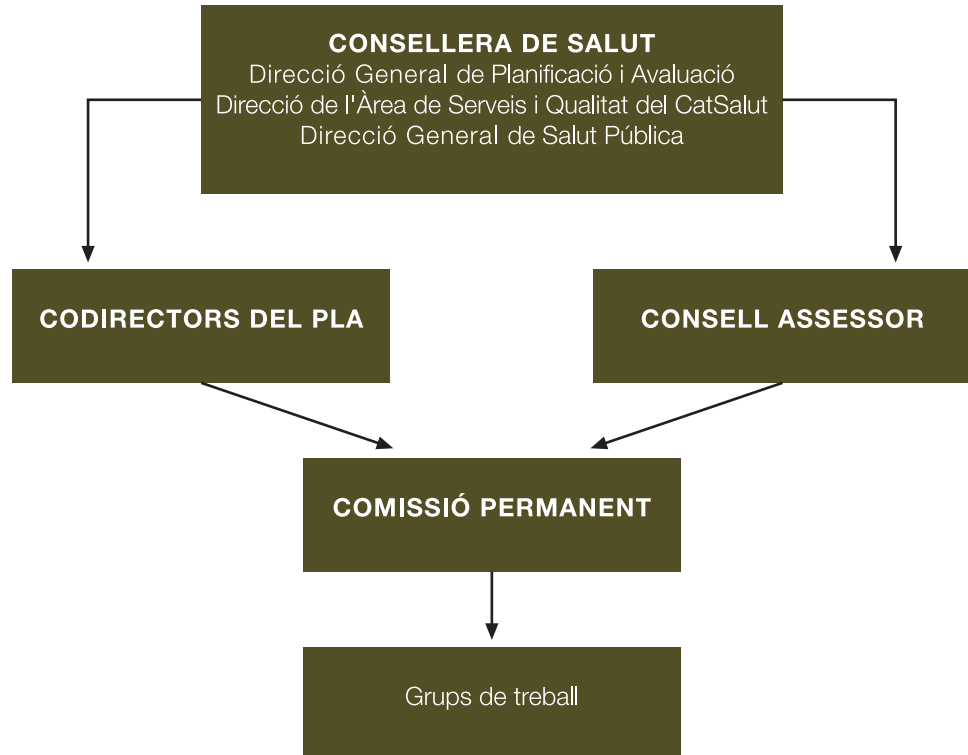 CONSELLERA DE SALUT
Direcció General de Planificació i Avaluació
Direcció de l'Àrea de Serveis i Qualitat del CatSalut
Direcció General de Salut Pública
CODIRECTORS DEL PLA
CONSELL ASSESSOR
COMISSIÓ PERMANENT
Grups de treball